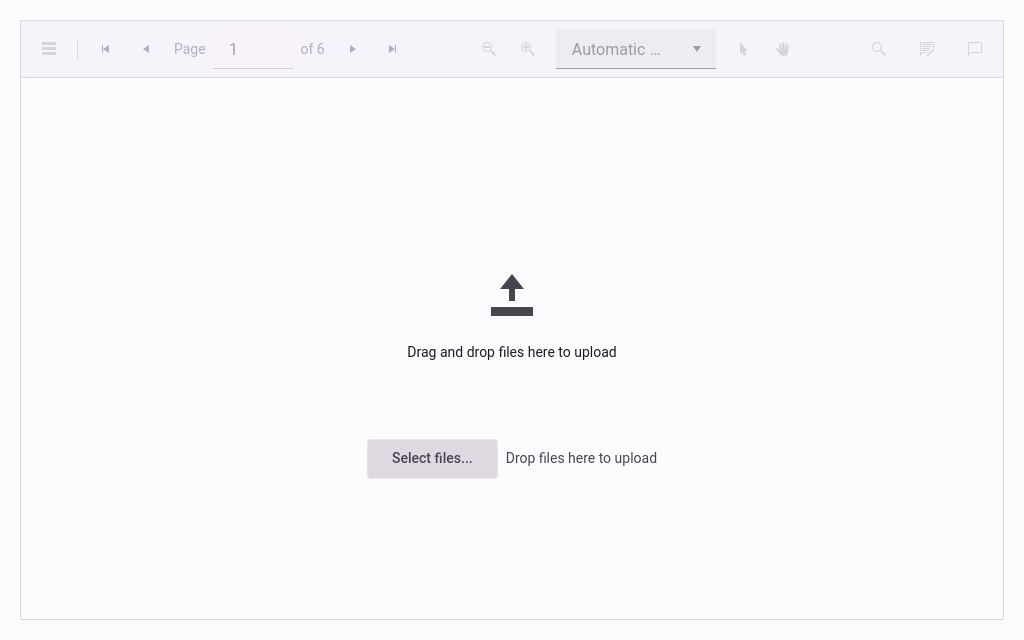 Page 1 of 6 Automatic ...
Drag and drop files here to upload
Select files... Drop files here to upload